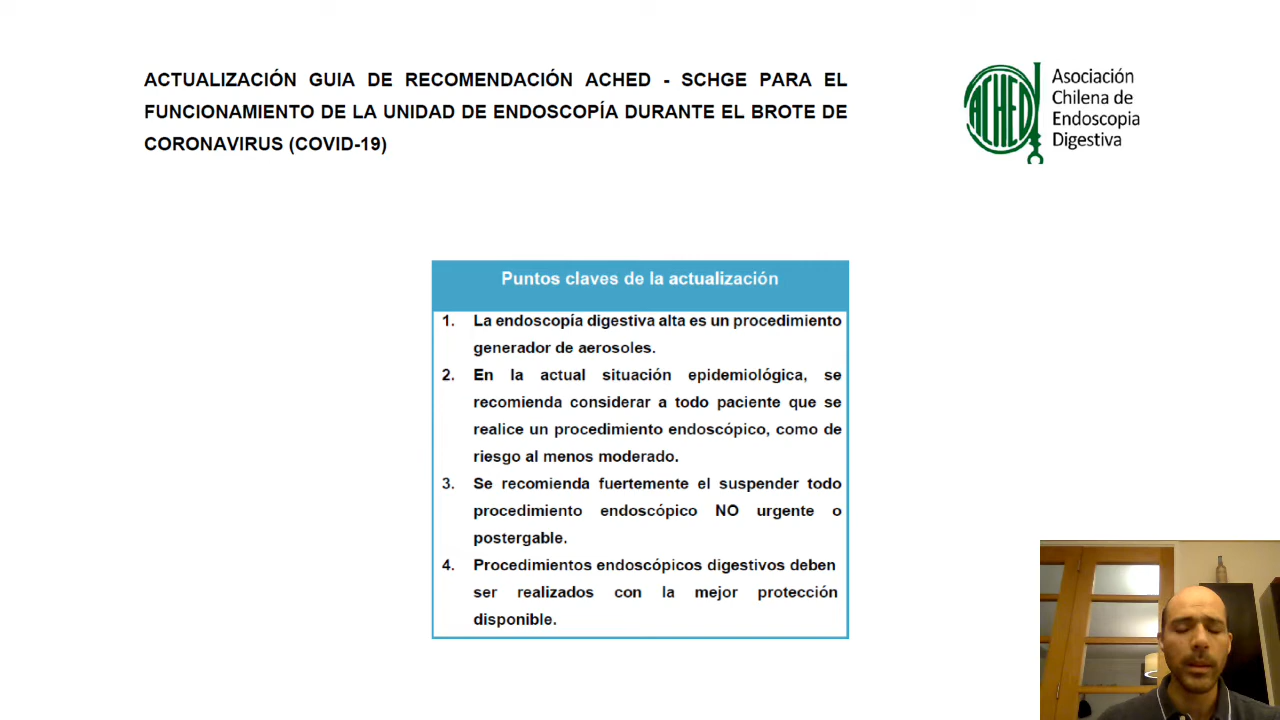 ACTUALIZACIÓN GUIA DE RECOMENDACIÓN ACHED - SCHGE PARA EL
FUNCIONAMIENTO DE LA UNIDAD DE ENDOSCOPÍA DURANTE EL BROTE DE
CORONAVIRUS (COVID-19)
ACHED
Asociación
Chilena de
Endoscopia
Digestiva
Puntos claves de la actualización
1. La endoscopía digestiva alta es un procedimiento
generador de aerosoles.
2. En la actual situación epidemiológica, se
recomienda considerar a todo paciente que se
realice un procedimiento endoscópico, como de
riesgo al menos moderado.
3. Se recomienda fuertemente el suspender todo
procedimiento endoscópico NO urgente o
postergable.
4. Procedimientos endoscópicos digestivos deben
ser realizados con la mejor protección
disponible.